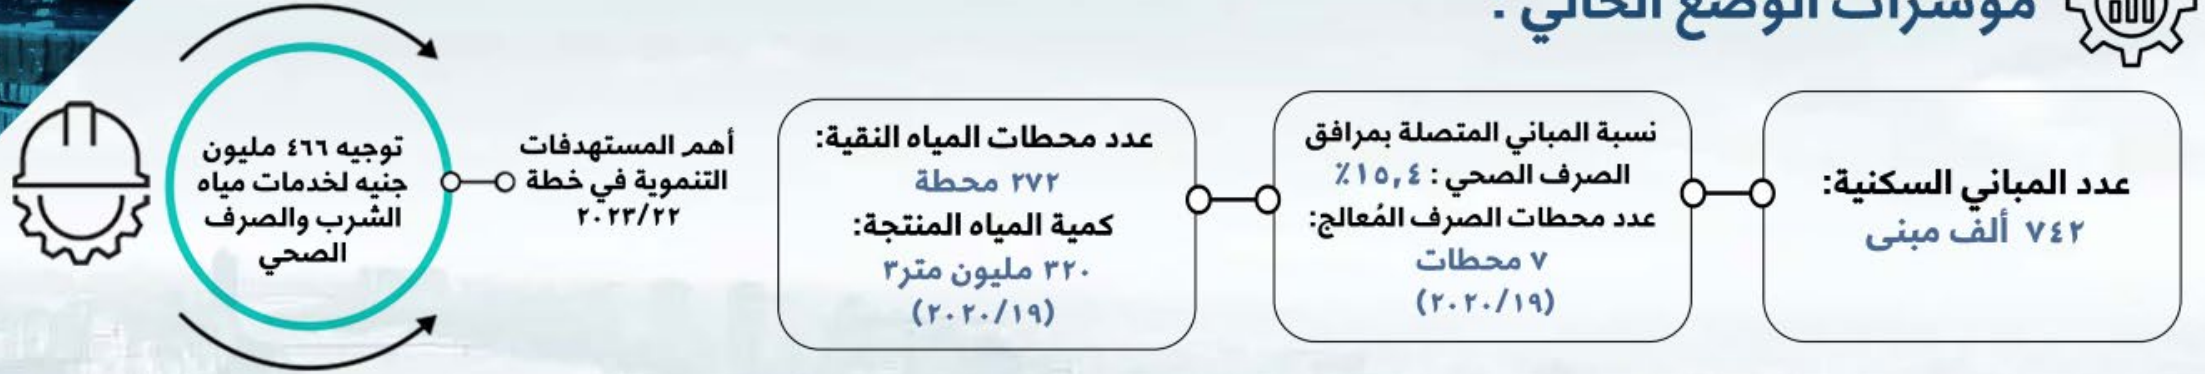 مؤشرات الوضع الحالي :
عدد المباني السكنية:
٧٤٢ ألف مبنى
نسبة المباني المتصلة بمرافق
الصرف الصحي : ١٥,٤٪
عدد محطات الصرف المُعالج:
٧ محطات
(٢٠٢٠/١٩)
عدد محطات المياه النقية:
٢٧٢ محطة
كمية المياه المنتجة:
٣٢٠ مليون متر٣
(٢٠٢٠/١٩)
أهم المستهدفات
التنموية في خطة
٢٠٢٣/٢٢
توجيه ٤٦٦ مليون
جنيه لخدمات مياه
الشرب والصرف
الصحي